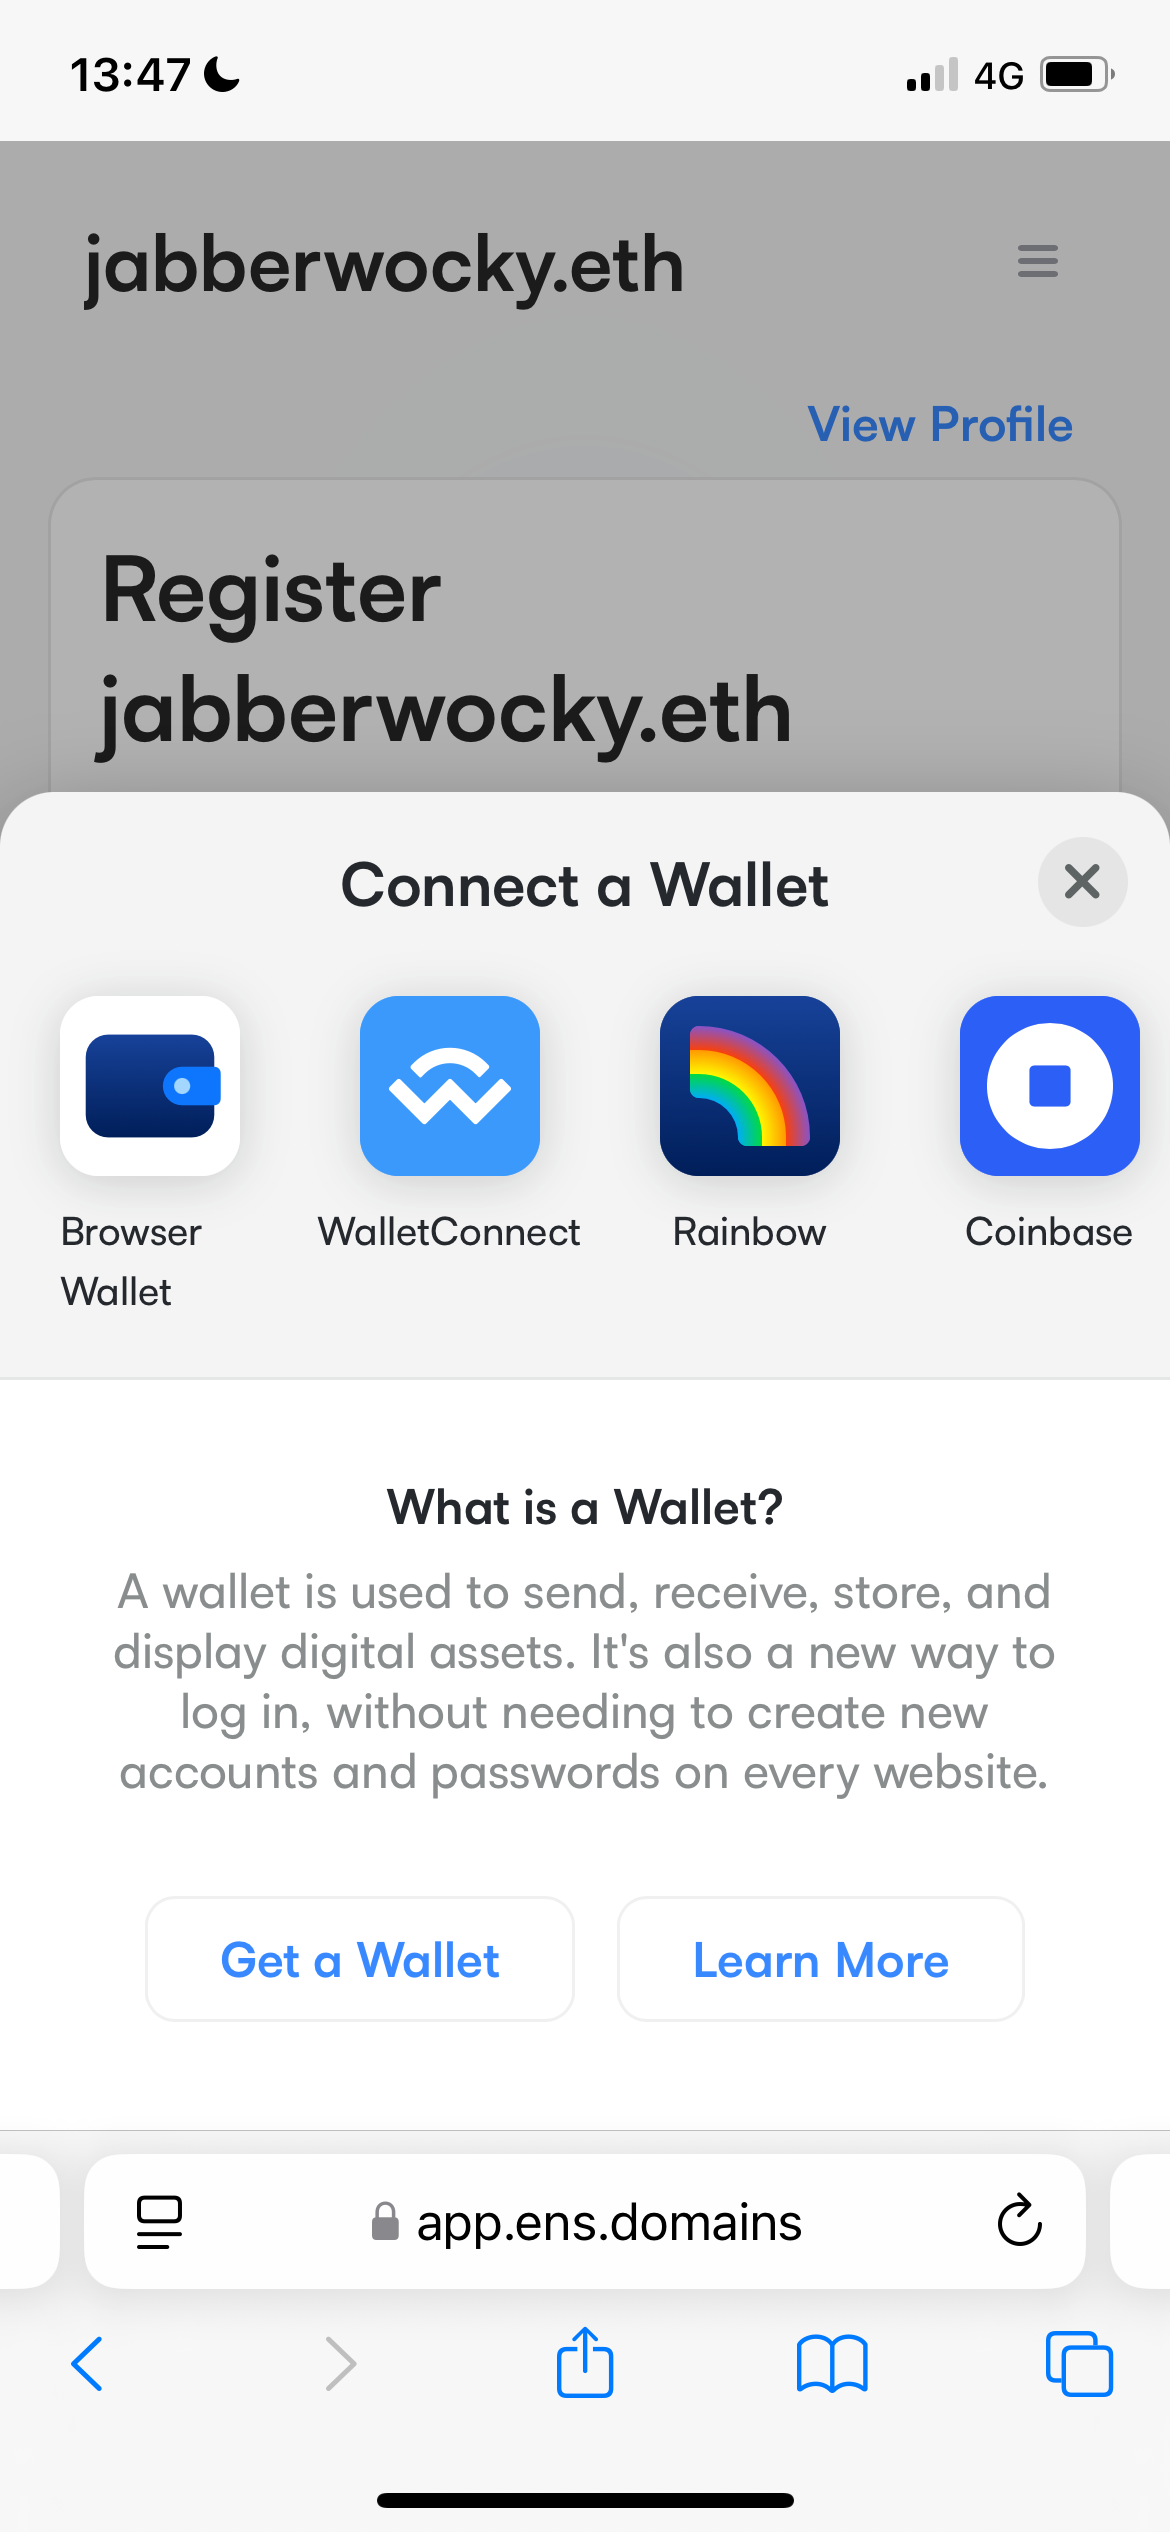 13:47
4G
jabberwocky.eth
View Profile
Register
jabberwocky.eth
Connect a Wallet
Browser
Wallet
WalletConnect
Rainbow
Coinbase
What is a Wallet?
A wallet is used to send, receive, store, and
display digital assets. It's also a new way to
log in, without needing to create new
accounts and passwords on every website.
Get a Wallet
Learn More
app.ens.domains